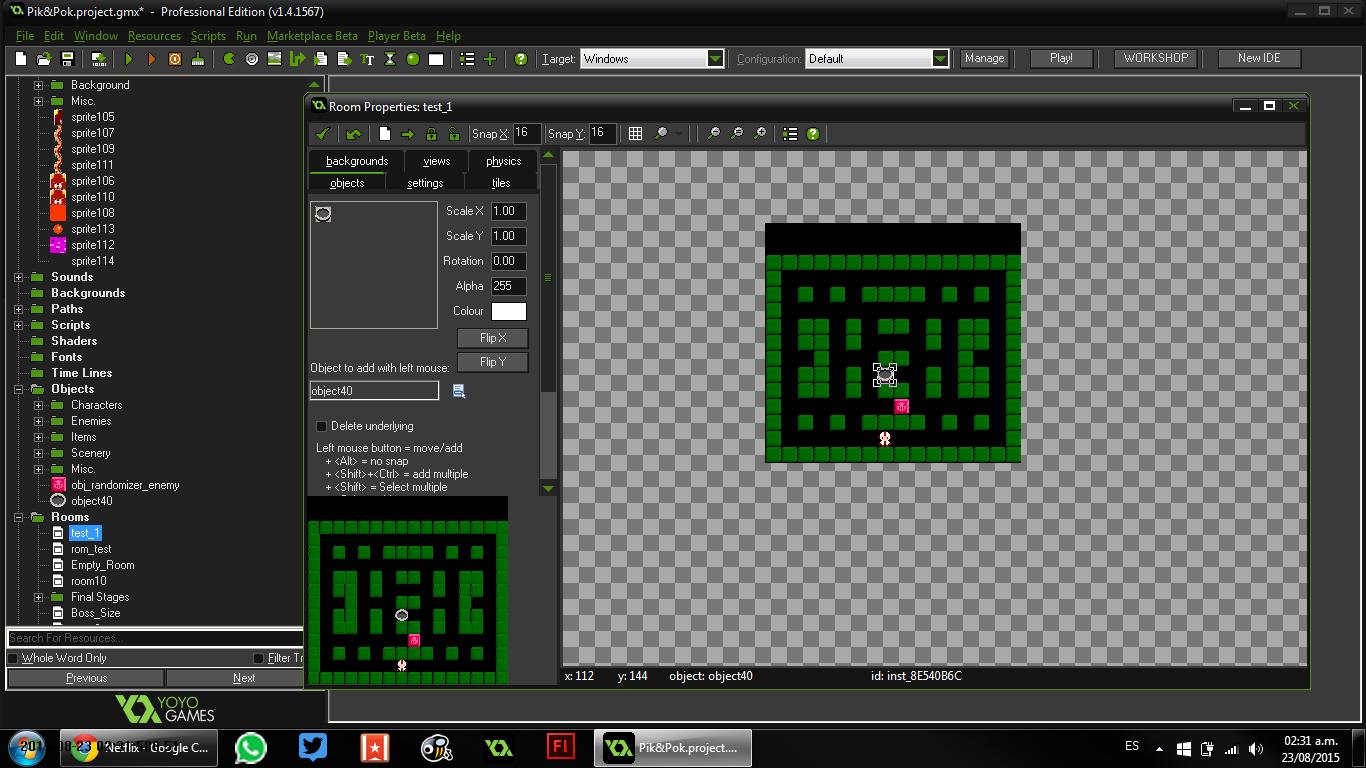 Pik&Pok.project.gmx* - Professional Edition (v1.4.1567)
File Edit Window Resources Scripts Run Marketplace Beta Player Beta Help
Target: Windows Configuration: Default Manage Play! WORKSHOP New IDE
Background
Misc.
sprite105
sprite107
sprite109
sprite111
sprite106
sprite110
sprite108
sprite113
sprite112
sprite114
Sounds
Backgrounds
Paths
Scripts
Shaders
Fonts
Time Lines
Objects
Characters
Enemies
Items
Scenery
Misc.
obj_randomizer_enemy
object40
Rooms
test_1
rom_test
Empty_Room
room10
Final Stages
Boss_Size
Search For Resources...
Whole Word Only Filter Tr
Previous Next
YOYO
GAMES
Room Properties: test_1
Snap X: 16 Snap Y: 16
backgrounds views physics
objects settings tiles
Scale X 1.00
Scale Y 1.00
Rotation 0.00
Alpha 255
Colour
Flip X
Flip Y
Object to add with left mouse:
object40
Delete underlying
Left mouse button = move/add
+ <Alt> = no snap
+ <Shift>+<Ctrl> = add multiple
+ <Shift> = Select multiple
x: 112 y: 144 object: object40 id: inst_8E540B6C
Netflix - Google C...
Fl
Pik&Pok.project....
ES
02:31 a.m.
23/08/2015